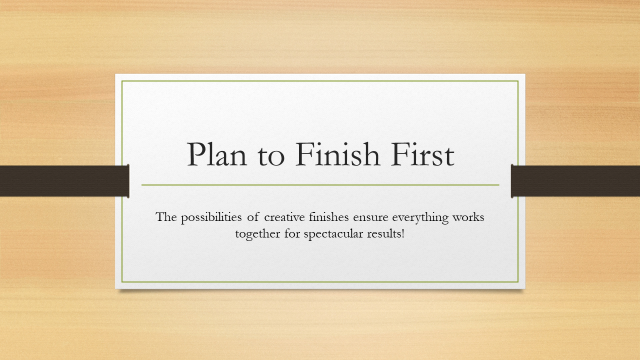 Plan to Finish First
The possibilities of creative finishes ensure everything works
together for spectacular results!